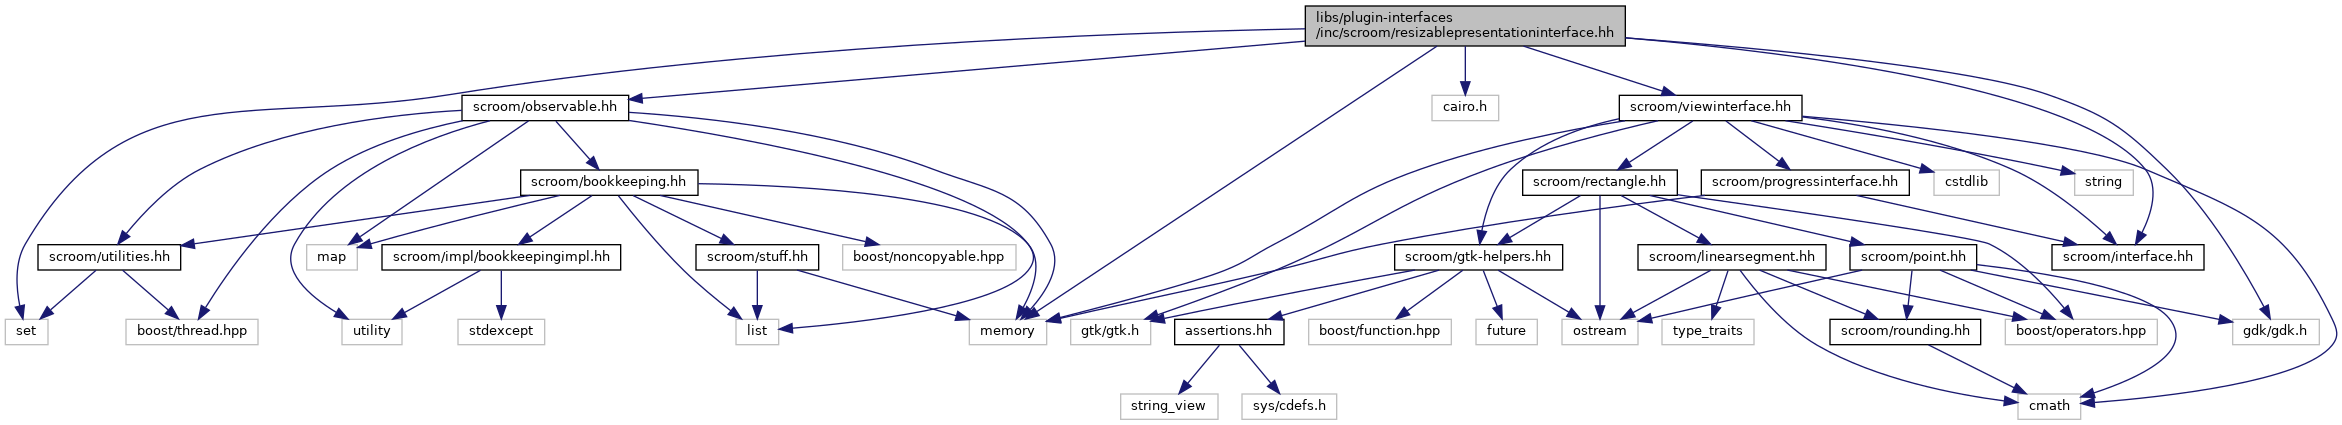 libs/plugin-interfaces
/inc/scroom/resizablepresentationinterface.hh
scroom/observable.hh
cairo.h
scroom/viewinterface.hh
scroom/bookkeeping.hh
scroom/rectangle.hh
scroom/progressinterface.hh
cstdlib
string
scroom/utilities.hh
map
scroom/impl/bookkeepingimpl.hh
scroom/stuff.hh
boost/noncopyable.hpp
scroom/gtk-helpers.hh
scroom/linearsegment.hh
scroom/point.hh
scroom/interface.hh
set
boost/thread.hpp
utility
stdexcept
list
memory
gtk/gtk.h
assertions.hh
boost/function.hpp
future
ostream
type_traits
scroom/rounding.hh
boost/operators.hpp
gdk/gdk.h
string_view
sys/cdefs.h
cmath